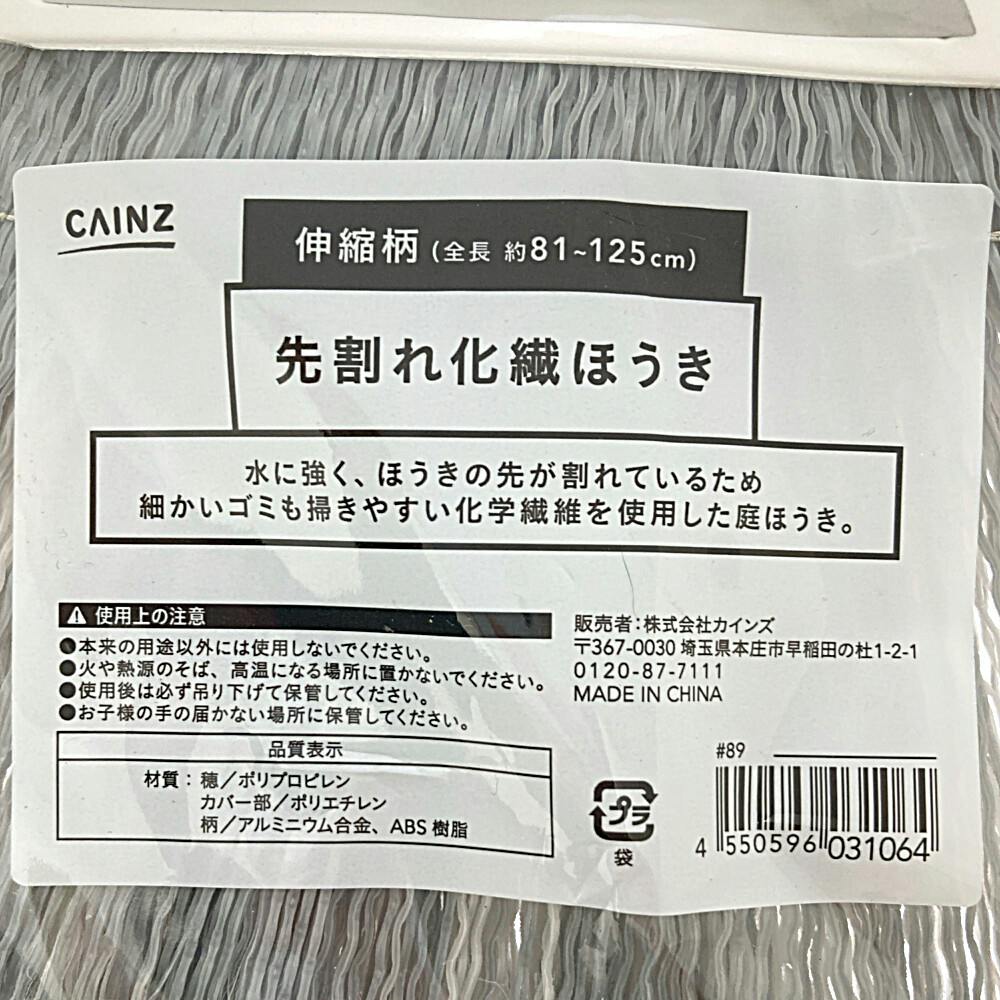 CAINZ
伸縮柄 (全長 約81~125cm)
先割れ化繊ほうき
水に強く、ほうきの先が割れているため
細かいゴミも掃きやすい化学繊維を使用した庭ほうき。
使用上の注意
●本来の用途以外には使用しないでください。
●火や熱源のそば、高温になる場所に置かないでください。
●使用後は必ず吊り下げて保管してください。
●お子様の手の届かない場所に保管してください。
品質表示
材質：穂／ポリプロピレン
カバー部／ポリエチレン
柄／アルミニウム合金、ABS樹脂
販売者：株式会社カインズ
〒367-0030 埼玉県本庄市早稲田の杜1-2-1
0120-87-7111
MADE IN CHINA
#89
プラ
袋
4 550596 031064